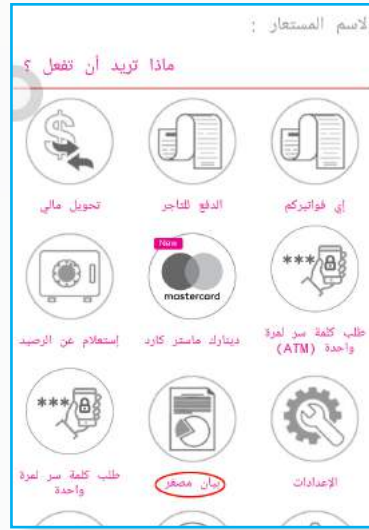 لاسم المستعار :
ماذا تريد أن تفعل ؟
إي فواتيركم
الدفع للتاجر
تحويل مالي
***
New
mastercard
طلب كلمة سر لمرة
واحدة (ATM)
دينارك ماستر كارد
إستعلام عن الرصيد
***
الإعدادات
بيان مصغر
طلب كلمة سر لمرة
واحدة